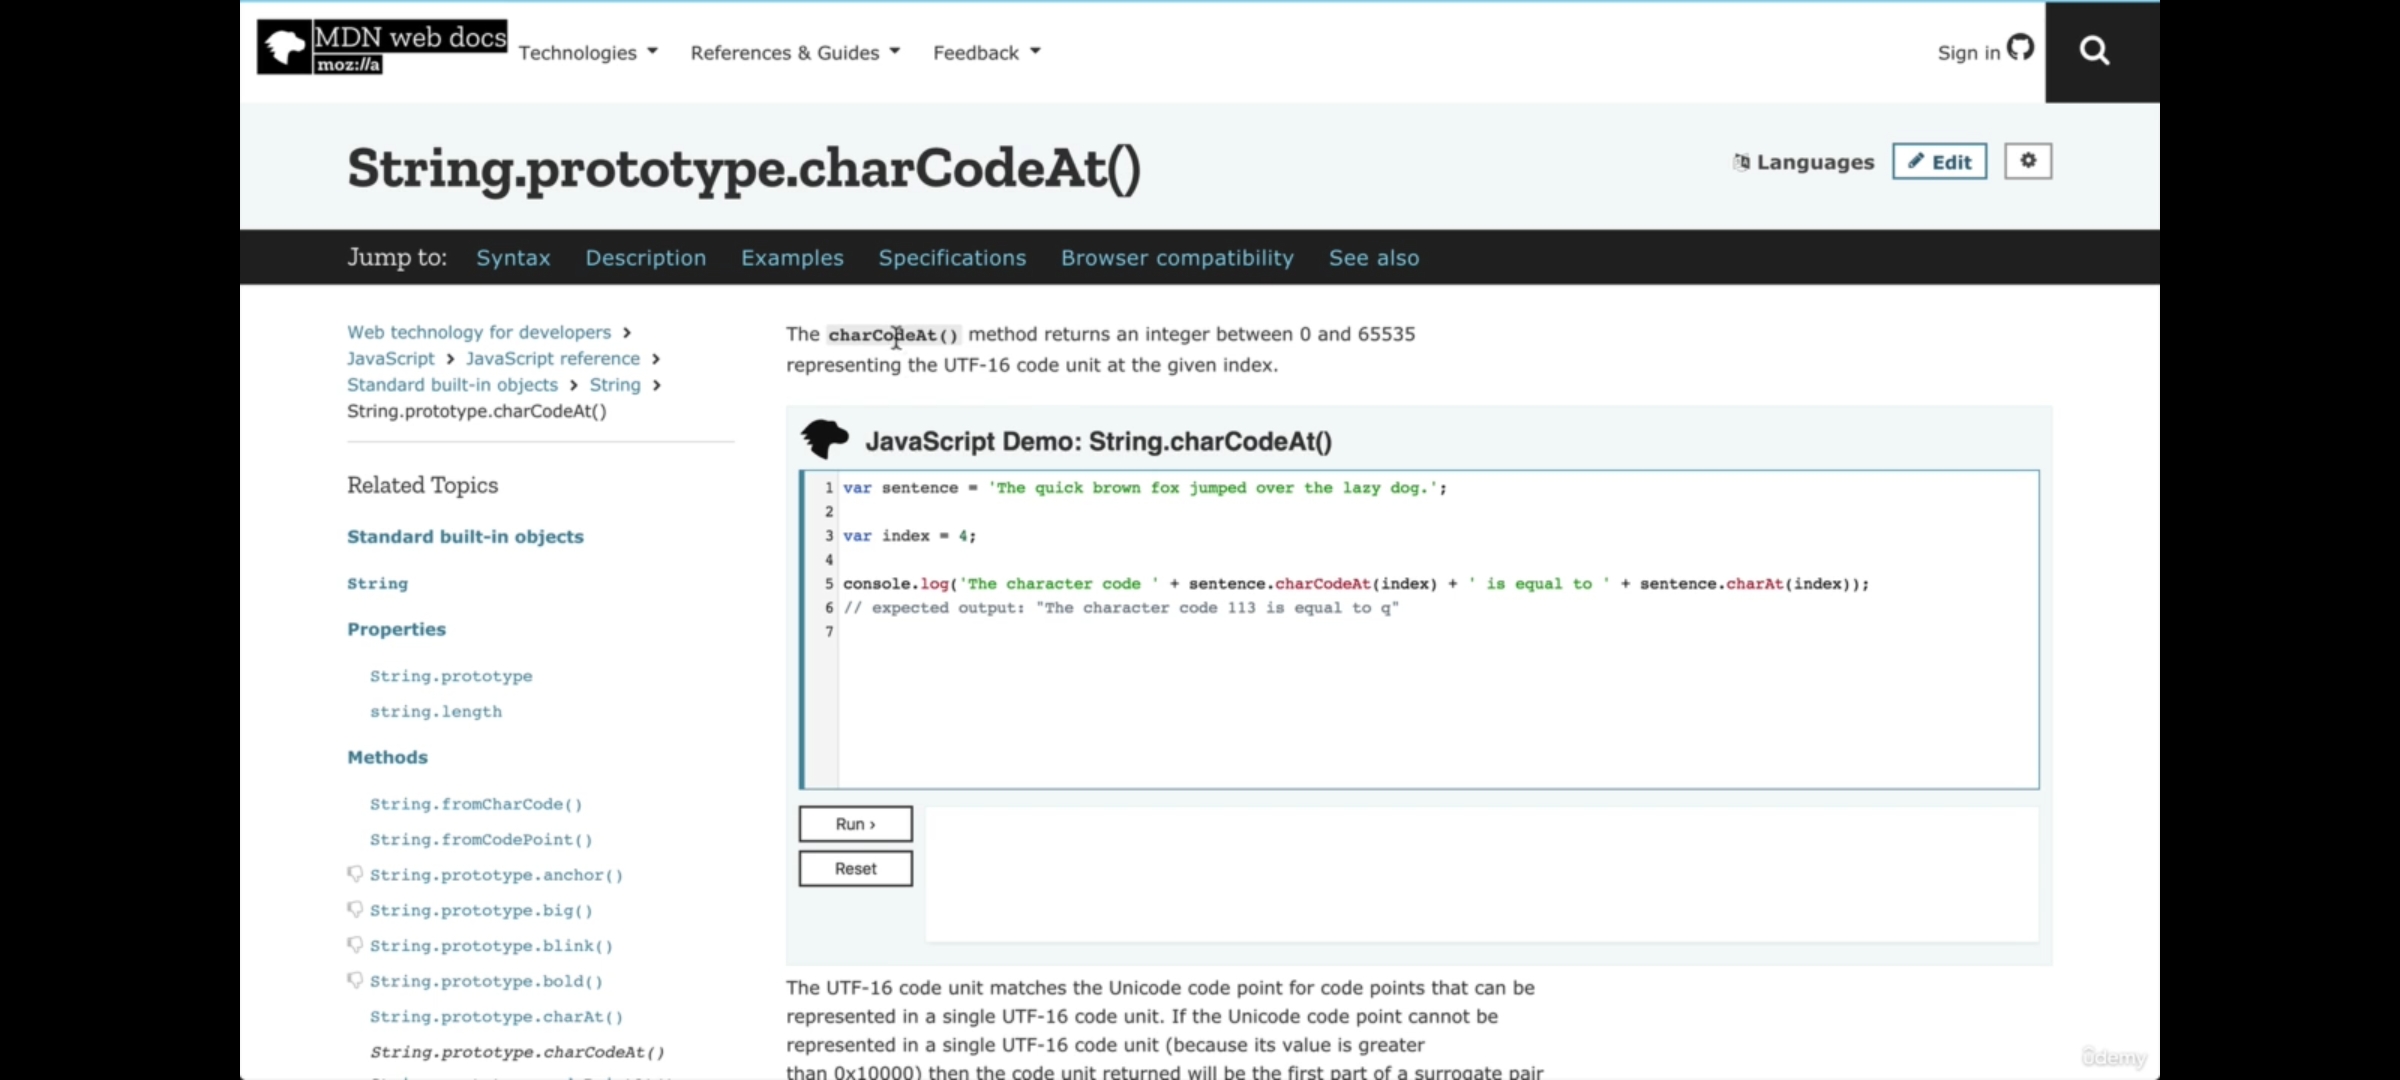 MDN web docs
moz://a
Technologies
References & Guides
Feedback
Sign in
String.prototype.charCodeAt()
Languages
Edit
Jump to:
Syntax
Description
Examples
Specifications
Browser compatibility
See also
Web technology for developers >
JavaScript > JavaScript reference >
Standard built-in objects > String >
String.prototype.charCodeAt()
Related Topics
Standard built-in objects
String
Properties
String.prototype
string.length
Methods
String.fromCharCode()
String.fromCodePoint()
String.prototype.anchor()
String.prototype.big()
String.prototype.blink()
String.prototype.bold()
String.prototype.charAt()
String.prototype.charCodeAt()
The charCodeAt() method returns an integer between 0 and 65535
representing the UTF-16 code unit at the given index.
JavaScript Demo: String.charCodeAt()
1 var sentence = 'The quick brown fox jumped over the lazy dog.';
2
3 var index = 4;
4
5 console.log('The character code ' + sentence.charCodeAt(index) + ' is equal to ' + sentence.charAt(index));
6 // expected output: "The character code 113 is equal to q"
7
Run ›
Reset
The UTF-16 code unit matches the Unicode code point for code points that can be
represented in a single UTF-16 code unit. If the Unicode code point cannot be
represented in a single UTF-16 code unit (because its value is greater
than 0x10000) then the code unit returned will be the first part of a surrogate pair
ûdemy